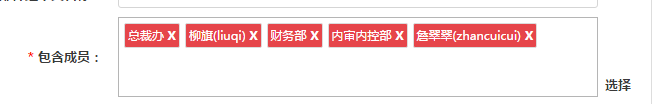 * 包含成员：
总裁办 X 柳旗(liuqi) X 财务部 X 内审内控部 X 詹翠翠(zhancuicui) X
选择